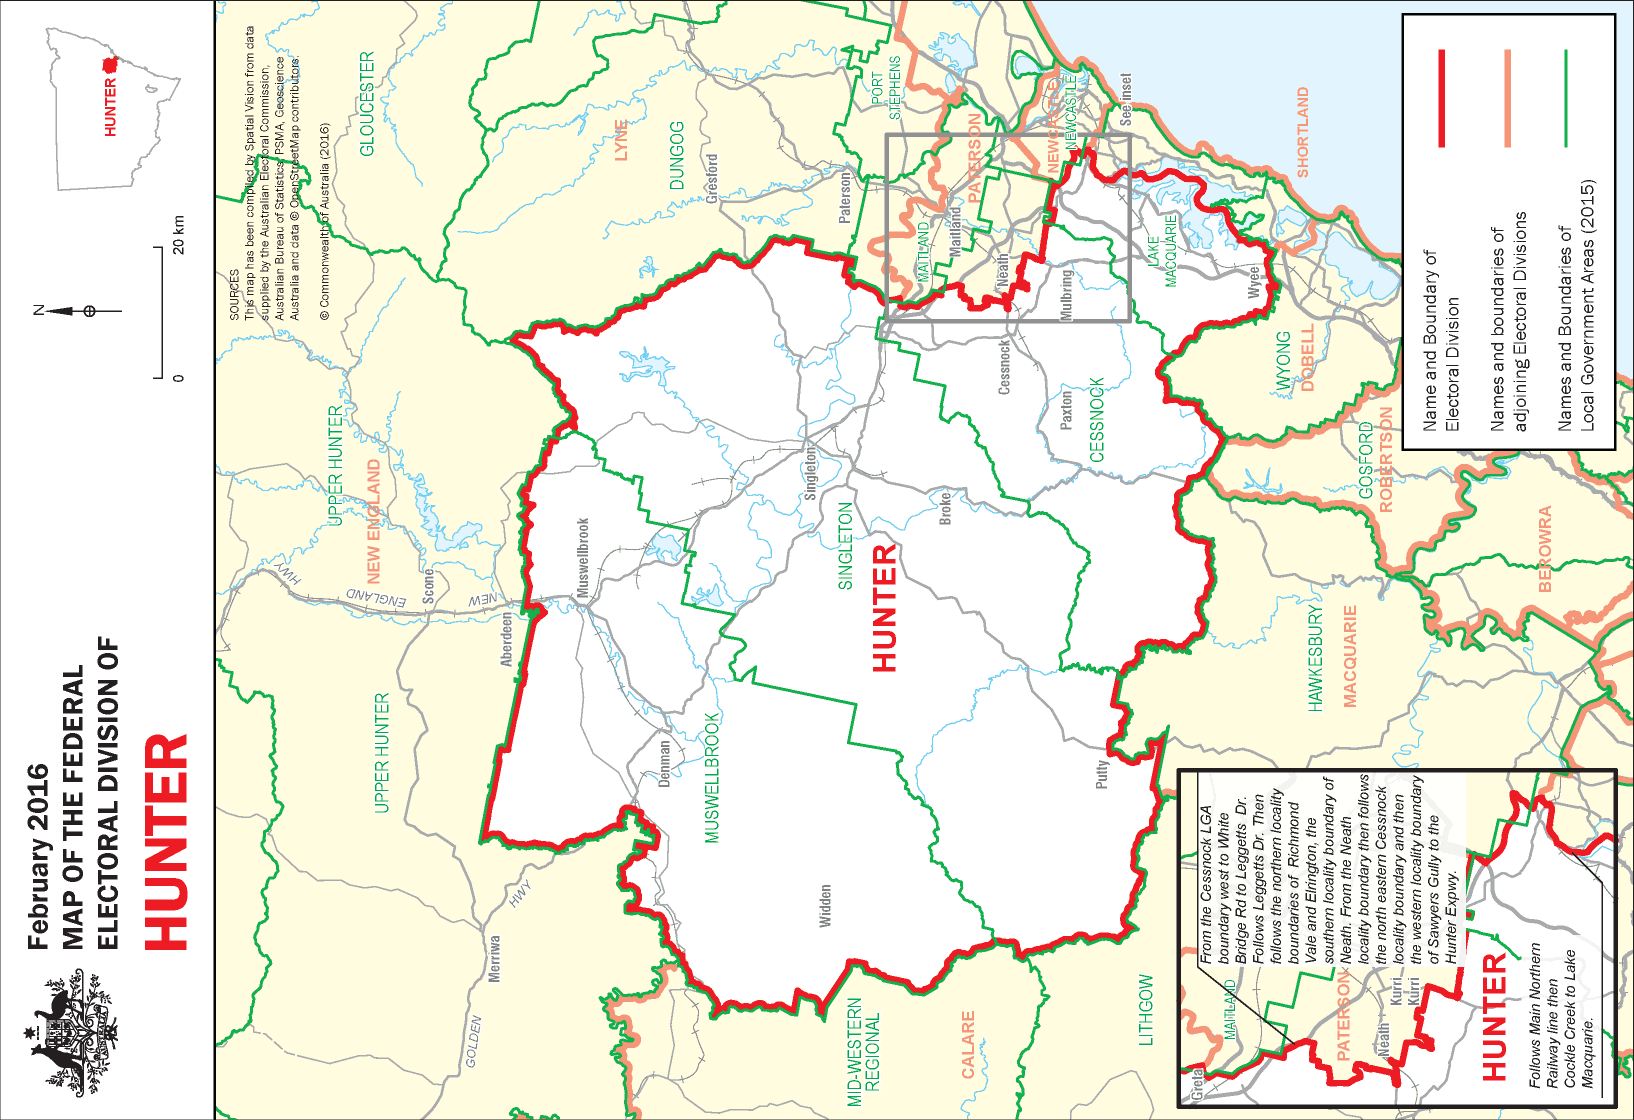 February 2016
MAP OF THE FEDERAL
ELECTORAL DIVISION OF
HUNTER
N
0
20 km
HUNTER
SOURCES
This map has been compiled by Spatial Vision from data
supplied by the Australian Electoral Commission,
Australian Bureau of Statistics, PSMA, Geoscience
Australia and data © OpenStreetMap contributors.
© Commonwealth of Australia (2016)
GLOUCESTER
UPPER HUNTER
NEW ENGLAND
HWY
ENGLAND
NEW
Scone
Aberdeen
UPPER HUNTER
Merriwa
GOLDEN
HWY
LYNE
DUNGOG
Gresford
Paterson
PORT
STEPHENS
MAITLAND
Maitland
PATERSON
NEWCASTLE
NEWCASTLE
See inset
SHORTLAND
Neath
Mulbring
LAKE
MACQUARIE
Wyee
WYONG
DOBELL
Cessnock
Paxton
CESSNOCK
GOSFORD
ROBERTSON
BEROWRA
Muswellbrook
Singleton
SINGLETON
Broke
HUNTER
HAWKESBURY
MACQUARIE
Denman
MUSWELLBROOK
Putty
Widden
MID-WESTERN
REGIONAL
CALARE
LITHGOW
Name and Boundary of
Electoral Division
Names and boundaries of
adjoining Electoral Divisions
Names and Boundaries of
Local Government Areas (2015)
From the Cessnock LGA
boundary west to White
Bridge Rd to Leggetts Dr.
Follows Leggetts Dr. Then
follows the northern locality
boundaries of Richmond
Vale and Elrington, the
southern locality boundary of
Neath. From the Neath
locality boundary then follows
the north eastern Cessnock
locality boundary and then
the western locality boundary
of Sawyers Gully to the
Hunter Expwy.
Greta
MAITLAND
PATERSON
Neath
Kurri
Kurri
HUNTER
Follows Main Northern
Railway line then
Cockle Creek to Lake
Macquarie.